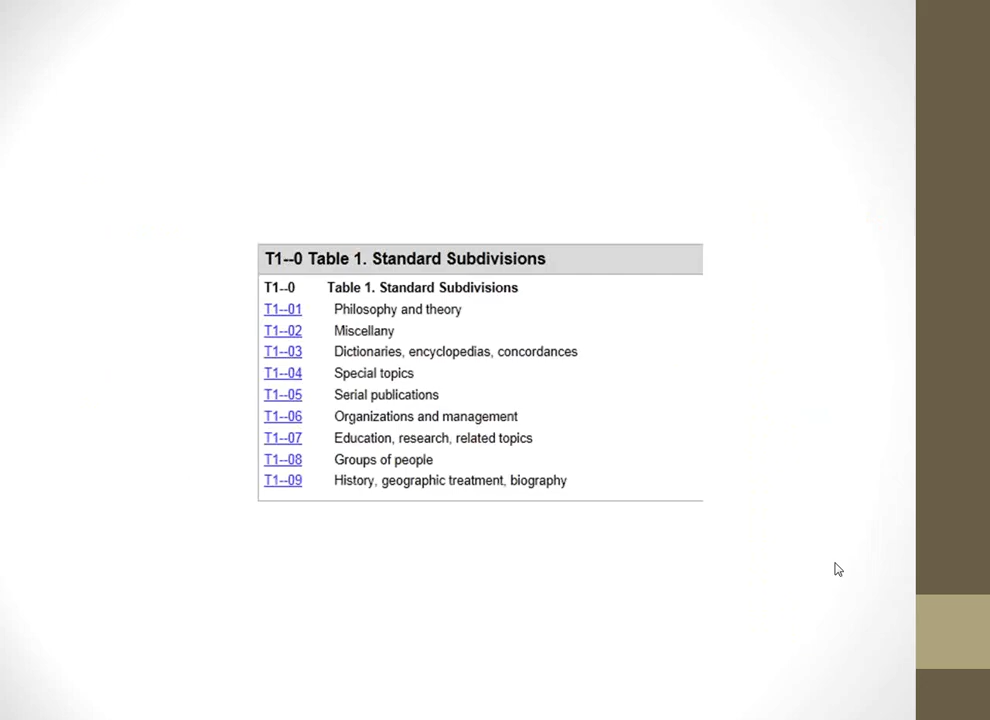 T1--0 Table 1. Standard Subdivisions
T1--0 Table 1. Standard Subdivisions
T1--01 Philosophy and theory
T1--02 Miscellany
T1--03 Dictionaries, encyclopedias, concordances
T1--04 Special topics
T1--05 Serial publications
T1--06 Organizations and management
T1--07 Education, research, related topics
T1--08 Groups of people
T1--09 History, geographic treatment, biography